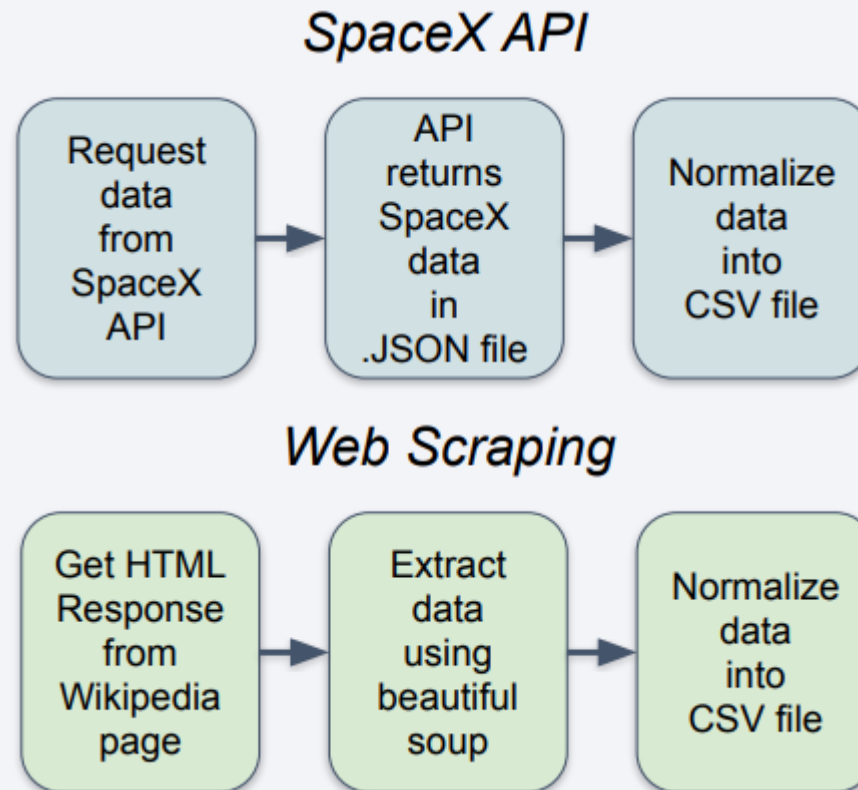 SpaceX API
Request
data
from
SpaceX
API
API
returns
SpaceX
data
in
.JSON file
Normalize
data
into
CSV file
Web Scraping
Get HTML
Response
from
Wikipedia
page
Extract
data
using
beautiful
soup
Normalize
data
into
CSV file